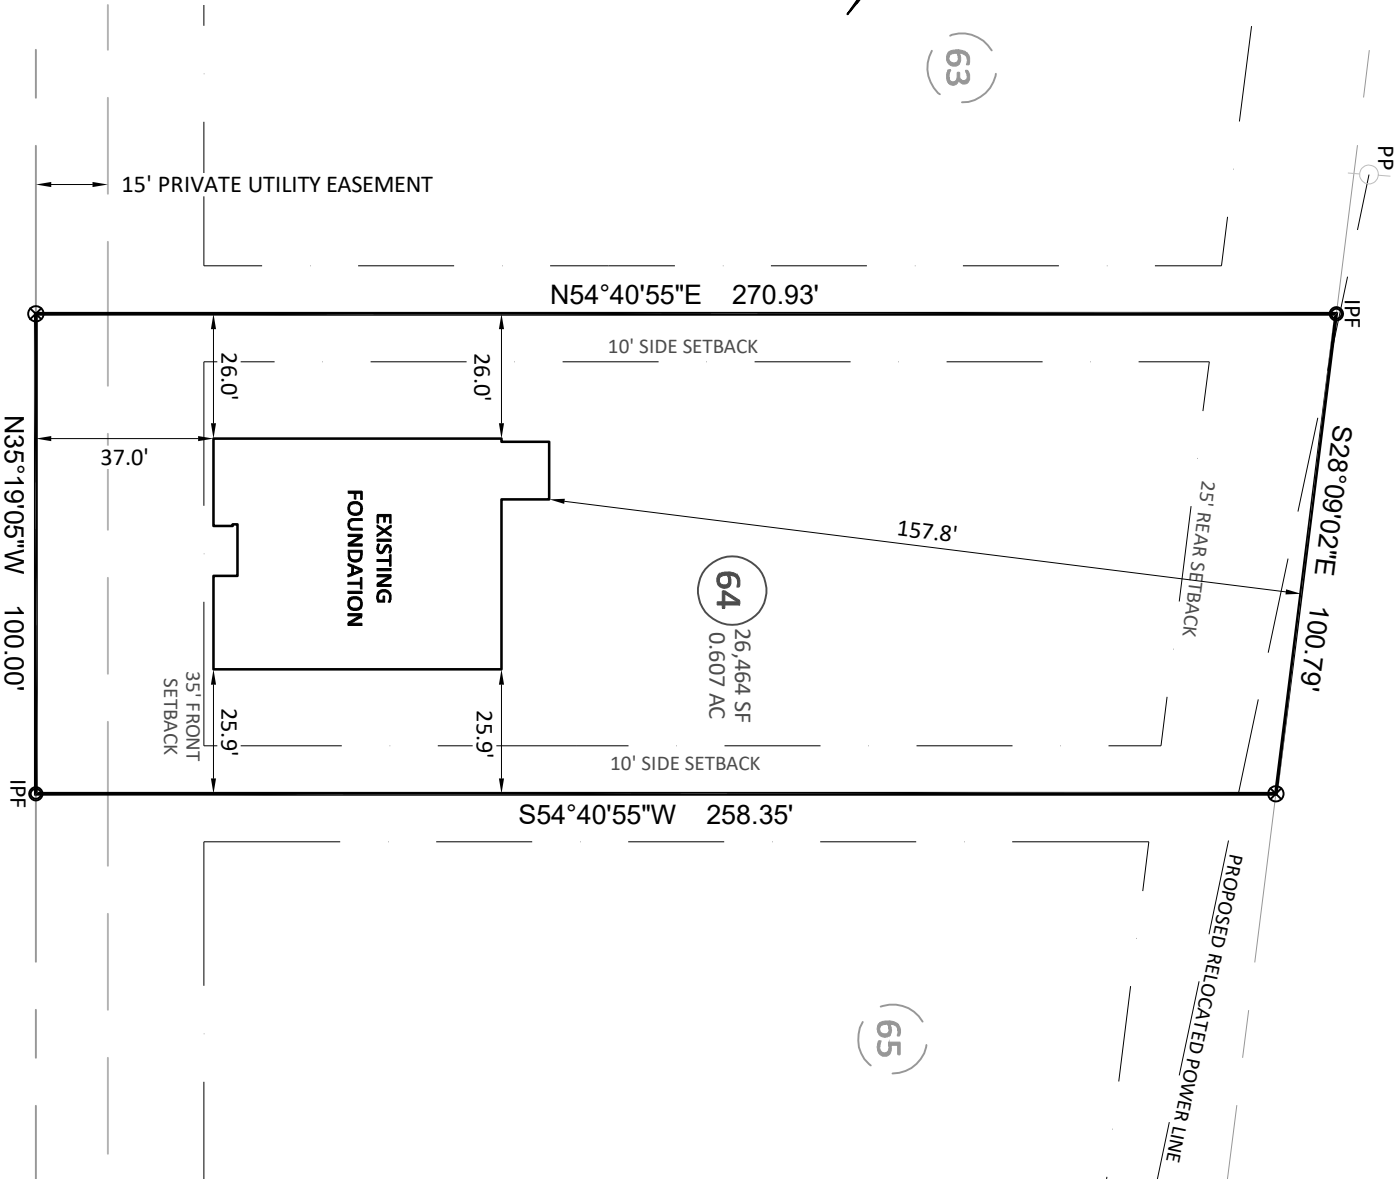 63
PP
15' PRIVATE UTILITY EASEMENT
N54°40'55"E 270.93'
IPF
10' SIDE SETBACK
26.0'
26.0'
37.0'
N35°19'05"W 100.00'
EXISTING
FOUNDATION
157.8'
25' REAR SETBACK
S28°09'02"E 100.79'
64
26,464 SF
0.607 AC
35' FRONT
SETBACK
25.9'
25.9'
10' SIDE SETBACK
IPF
S54°40'55"W 258.35'
PROPOSED RELOCATED POWER LINE
65